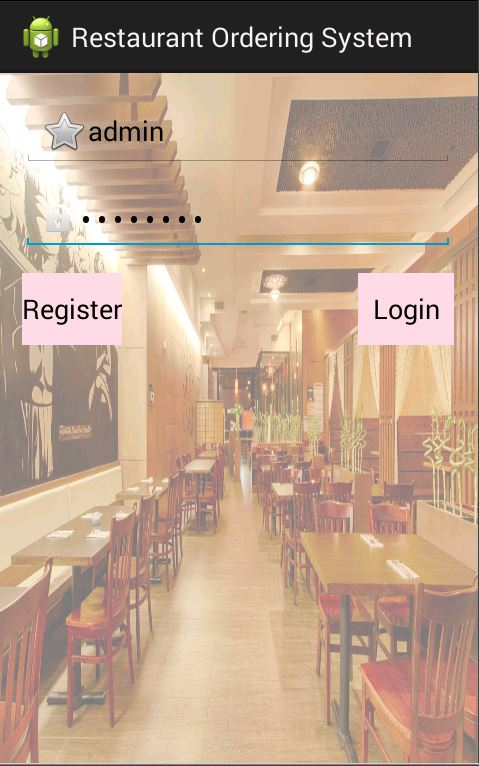 Restaurant Ordering System
admin
••••••••
Register
Login